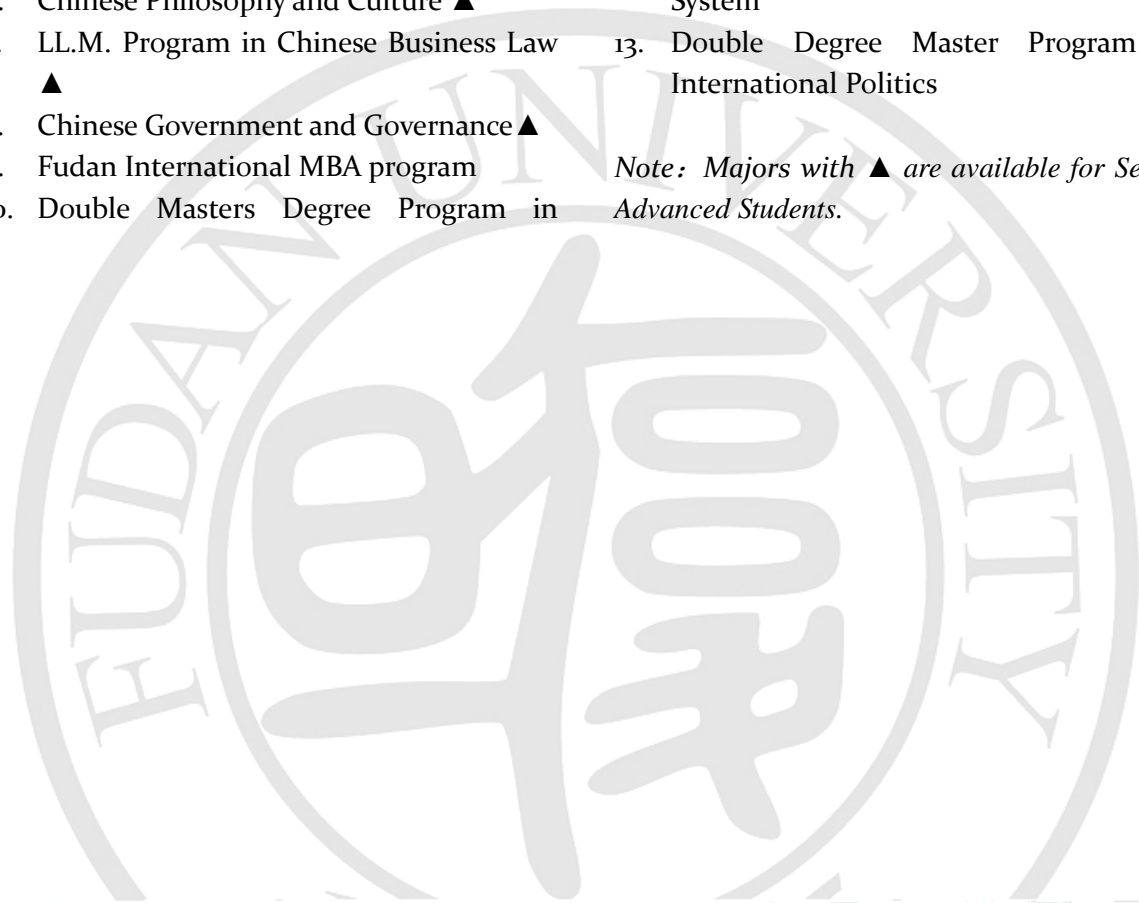 Chinese Philosophy and Culture ▲
LL.M. Program in Chinese Business Law
▲
Chinese Government and Governance▲
Fudan International MBA program
Double Masters Degree Program in
System
13. Double Degree Master Program
International Politics
Note: Majors with ▲ are available for
Advanced Students.
FUDAN UNIVERSITY